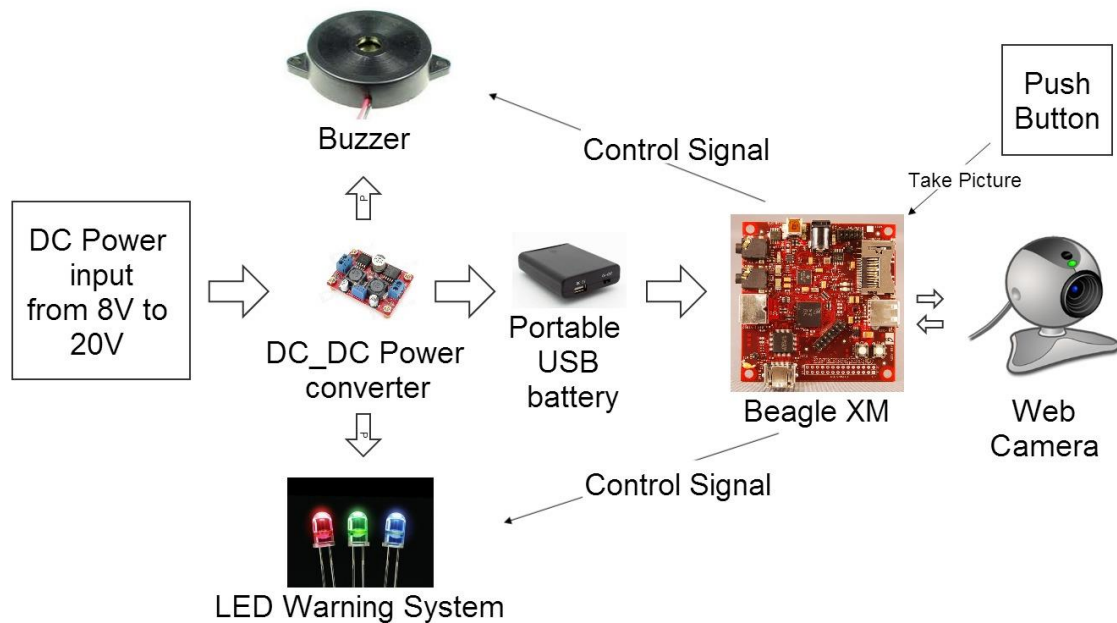 Buzzer
Control Signal
Push
Button
Take Picture
DC Power
input
from 8V to
20V
P
DC_DC Power
converter
Portable
USB
battery
Beagle XM
Web
Camera
P
Control Signal
LED Warning System